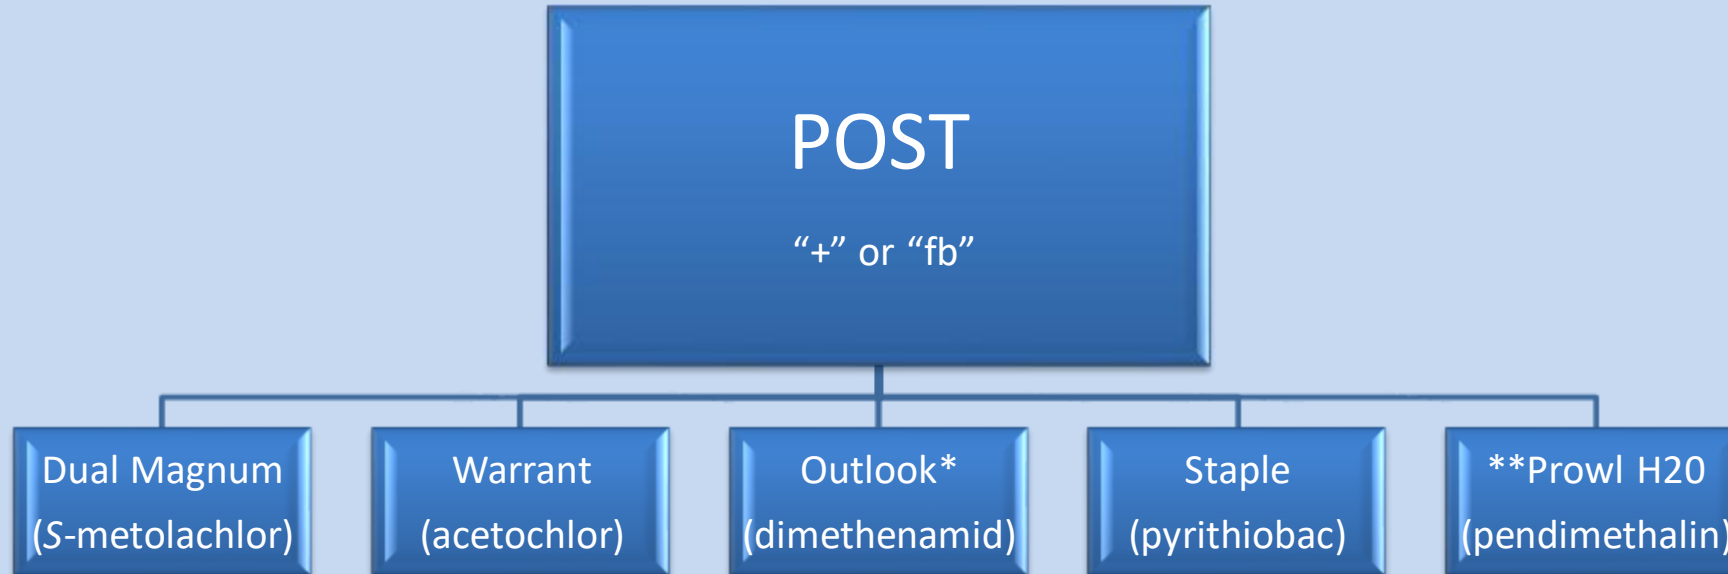 POST
“+” or “fb”
Dual Magnum
(S-metolachlor)
Warrant
(acetochlor)
Outlook*
(dimethenamid)
Staple
(pyrithiobac)
**Prowl H20
(pendimethalin)